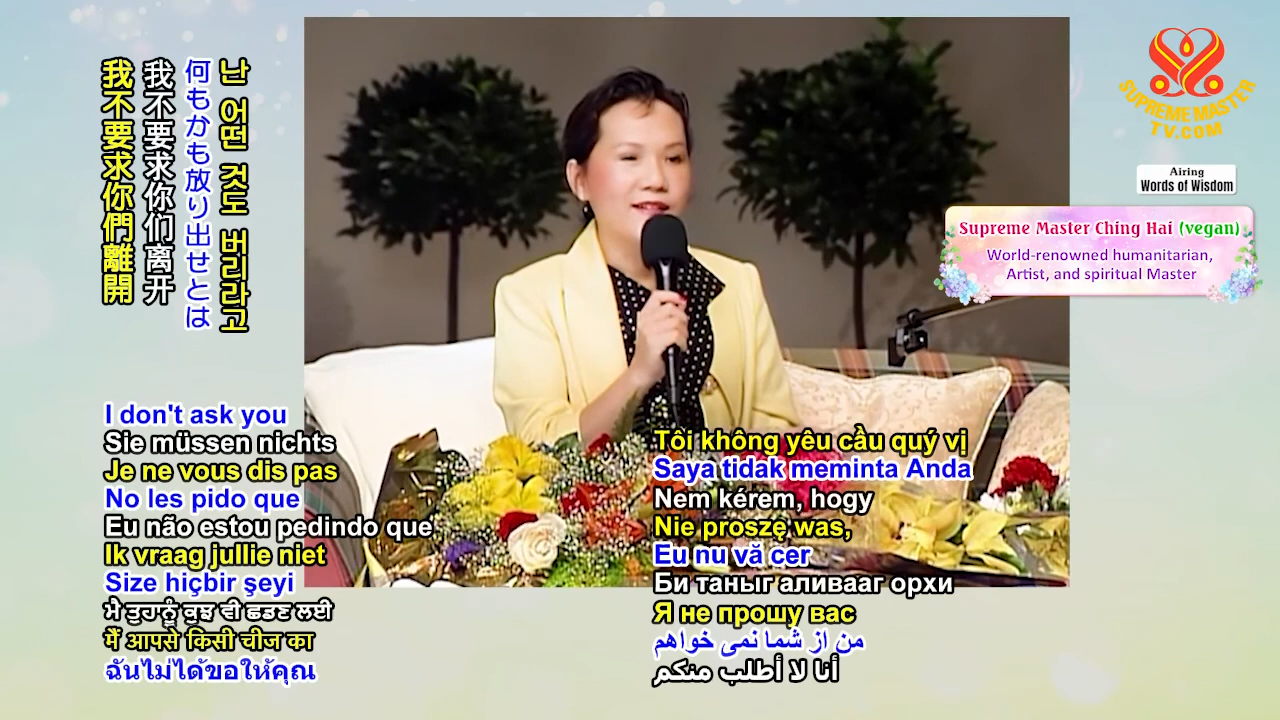 我不要求你們離開
我不要求你们离开
何もかも放り出せとは
난 어떤 것도 버리라고
SUPREME MASTER
TV.COM
Airing
Words of Wisdom
Supreme Master Ching Hai (vegan)
World-renowned humanitarian,
Artist, and spiritual Master
I don't ask you
Sie müssen nichts
Je ne vous dis pas
No les pido que
Eu não estou pedindo que
Ik vraag jullie niet
Size hiçbir şeyi
ਮੈ ਤੁਹਾਨੂੰ ਕੁਝ ਵੀ ਛਡਣ ਲਈ
मैं आपसे किसी चीज का
ฉันไม่ได้ขอให้คุณ
Tôi không yêu cầu quý vị
Saya tidak meminta Anda
Nem kérem, hogy
Nie proszę was,
Eu nu vă cer
Би таныг аливааг орхи
Я не прошу вас
من از شما نمی خواهم
أنا لا أطلب منكم